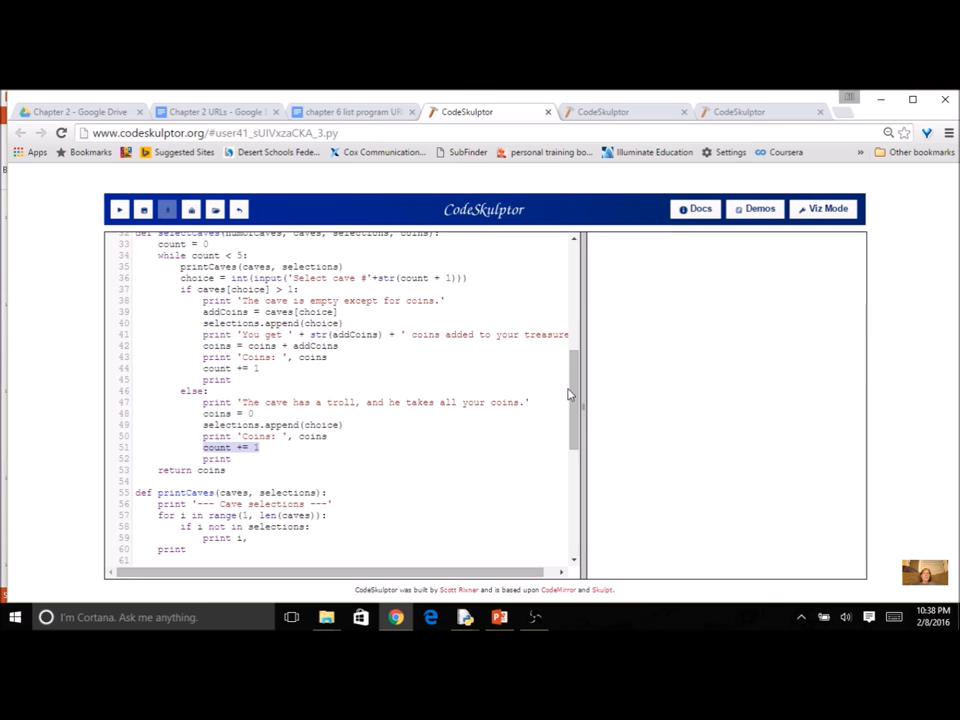 Chapter 2 - Google Drive
Chapter 2 URLs - Google
chapter 6 list program UR
CodeSkulptor
CodeSkulptor
CodeSkulptor
www.codeskulptor.org/#user41_sUIVxzaCKA_3.py
Apps
Bookmarks
Suggested Sites
Desert Schools Fede...
Cox Communication...
SubFinder
personal training bo...
Illuminate Education
Settings
Coursera
»
Other bookmarks
CodeSkulptor
Docs
Demos
Viz Mode
32 def selectCaves(numOfCaves, caves, selections, coins):
33 count = 0
34 while count < 5:
35 printCaves(caves, selections)
36 choice = int(input('Select cave #'+str(count + 1)))
37 if caves[choice] > 1:
38 print 'The cave is empty except for coins.'
39 addCoins = caves[choice]
40 selections.append(choice)
41 print 'You get ' + str(addCoins) + ' coins added to your treasure
42 coins = coins + addCoins
43 print 'Coins: ', coins
44 count += 1
45 print
46 else:
47 print 'The cave has a troll, and he takes all your coins.'
48 coins = 0
49 selections.append(choice)
50 print 'Coins: ', coins
51 count += 1
52 print
53 return coins
54
55 def printCaves(caves, selections):
56 print '--- Cave selections ---'
57 for i in range(1, len(caves)):
58 if i not in selections:
59 print i,
60 print
61
CodeSkulptor was built by Scott Rixner and is based upon CodeMirror and Skulpt.
I'm Cortana. Ask me anything.
10:38 PM
2/8/2016